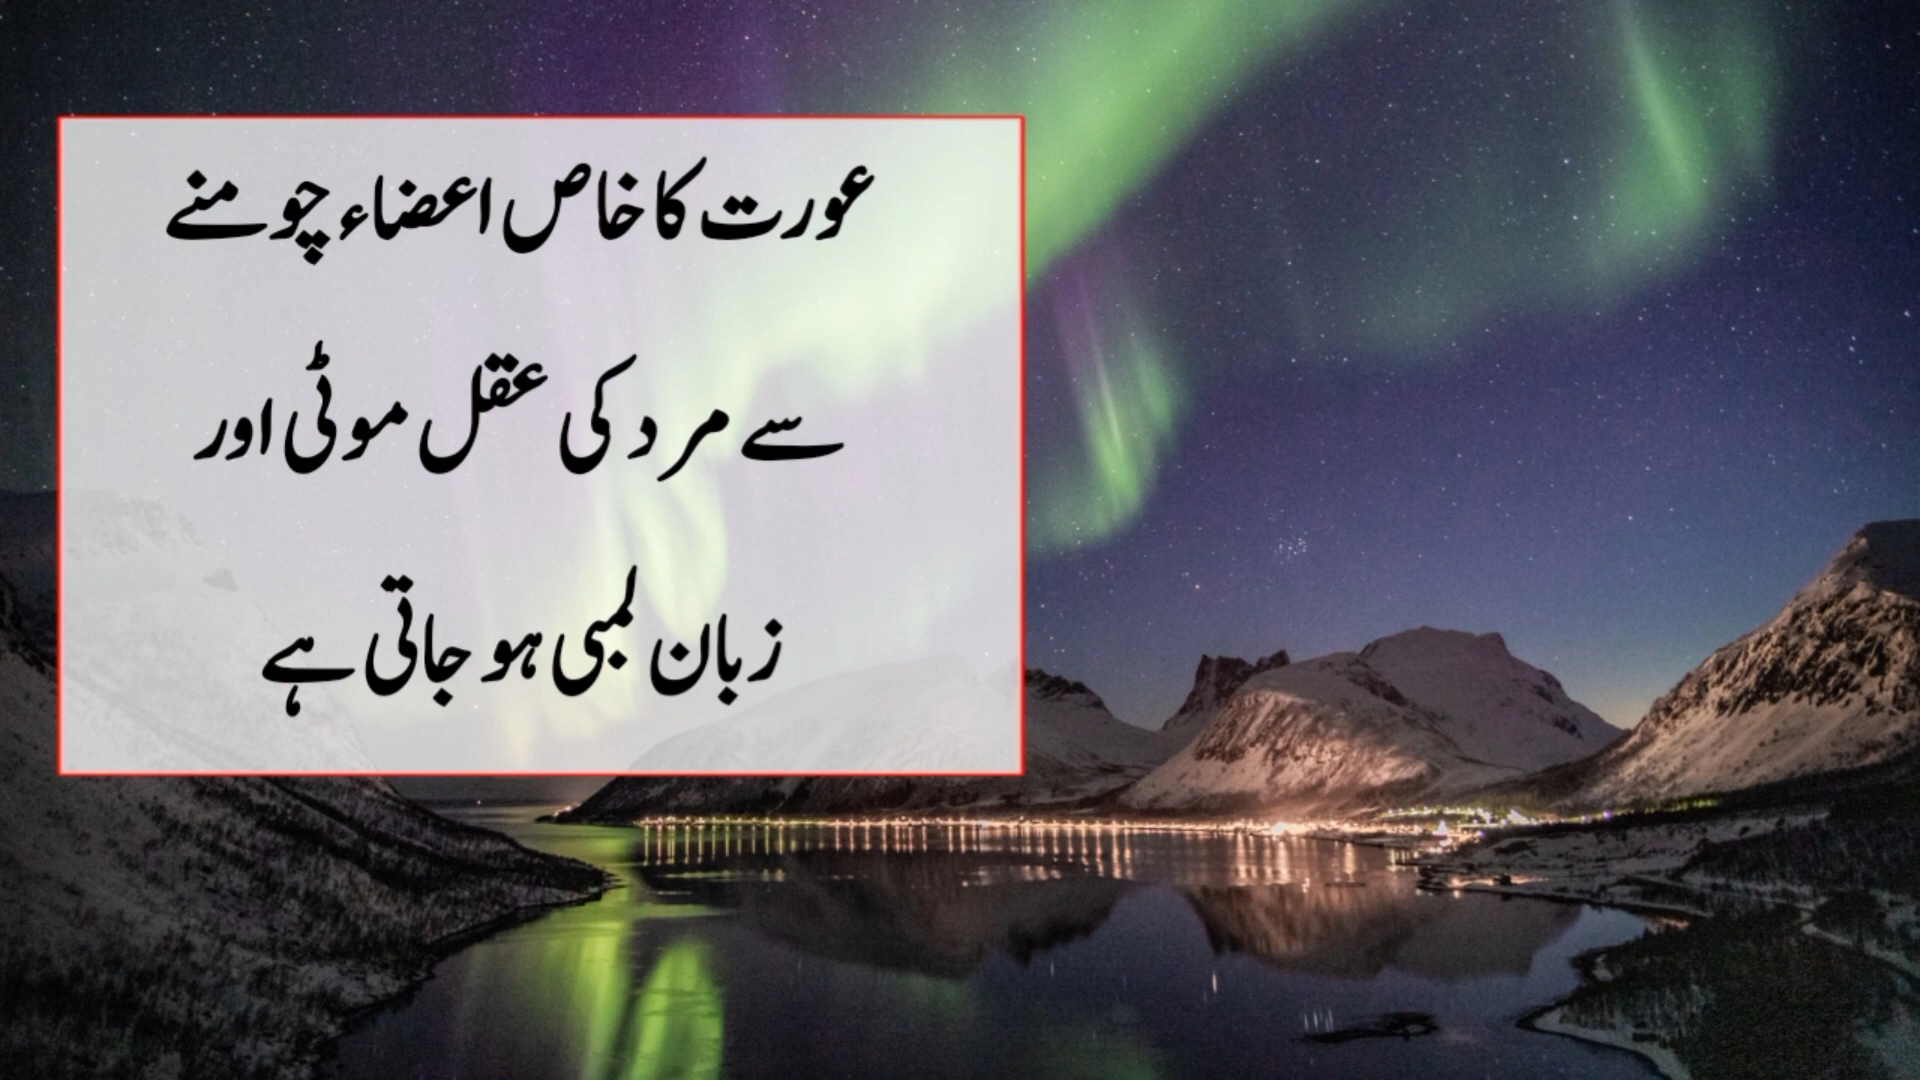 عورت کا خاص اعضاء چومنے
سے مرد کی عقل موٹی اور
زبان لمبی ہو جاتی ہے